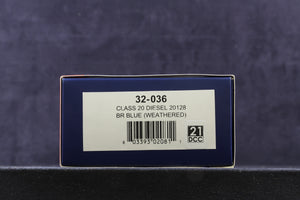 32-036
CLASS 20 DIESEL 20128
BR BLUE (WEATHERED)
21
DCC